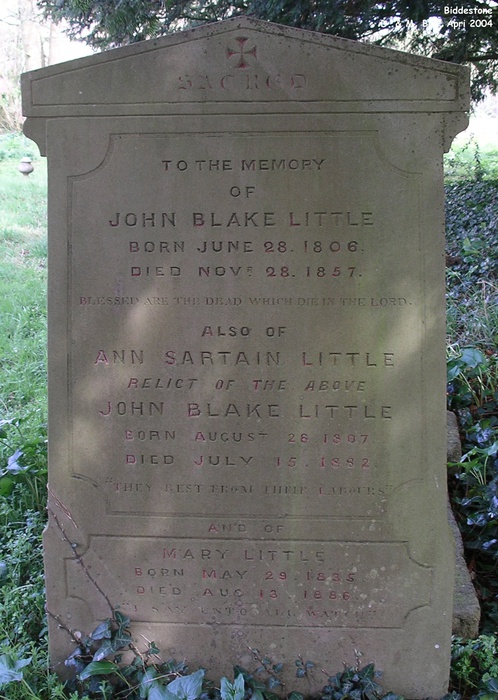 Biddestone
Apri 2004
SACRED
TO THE MEMORY
OF
JOHN BLAKE LITTLE
BORN JUNE 28. 1806.
DIED NOVR 28. 1857.
BLESSED ARE THE DEAD WHICH DIE IN THE LORD.
ALSO OF
ANN SARTAIN LITTLE
RELICT OF THE ABOVE
JOHN BLAKE LITTLE
BORN AUGUST 26 1807
DIED JULY 15. 1882
"THEY REST FROM THEIR LABOURS"
AND OF
MARY LITTLE
BORN MAY 29. 1835
DIED AUG 13. 1886